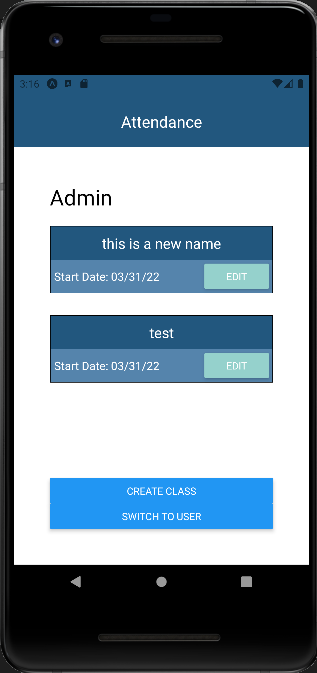 3:16
Attendance
Admin
this is a new name
Start Date: 03/31/22 EDIT
test
Start Date: 03/31/22 EDIT
CREATE CLASS
SWITCH TO USER